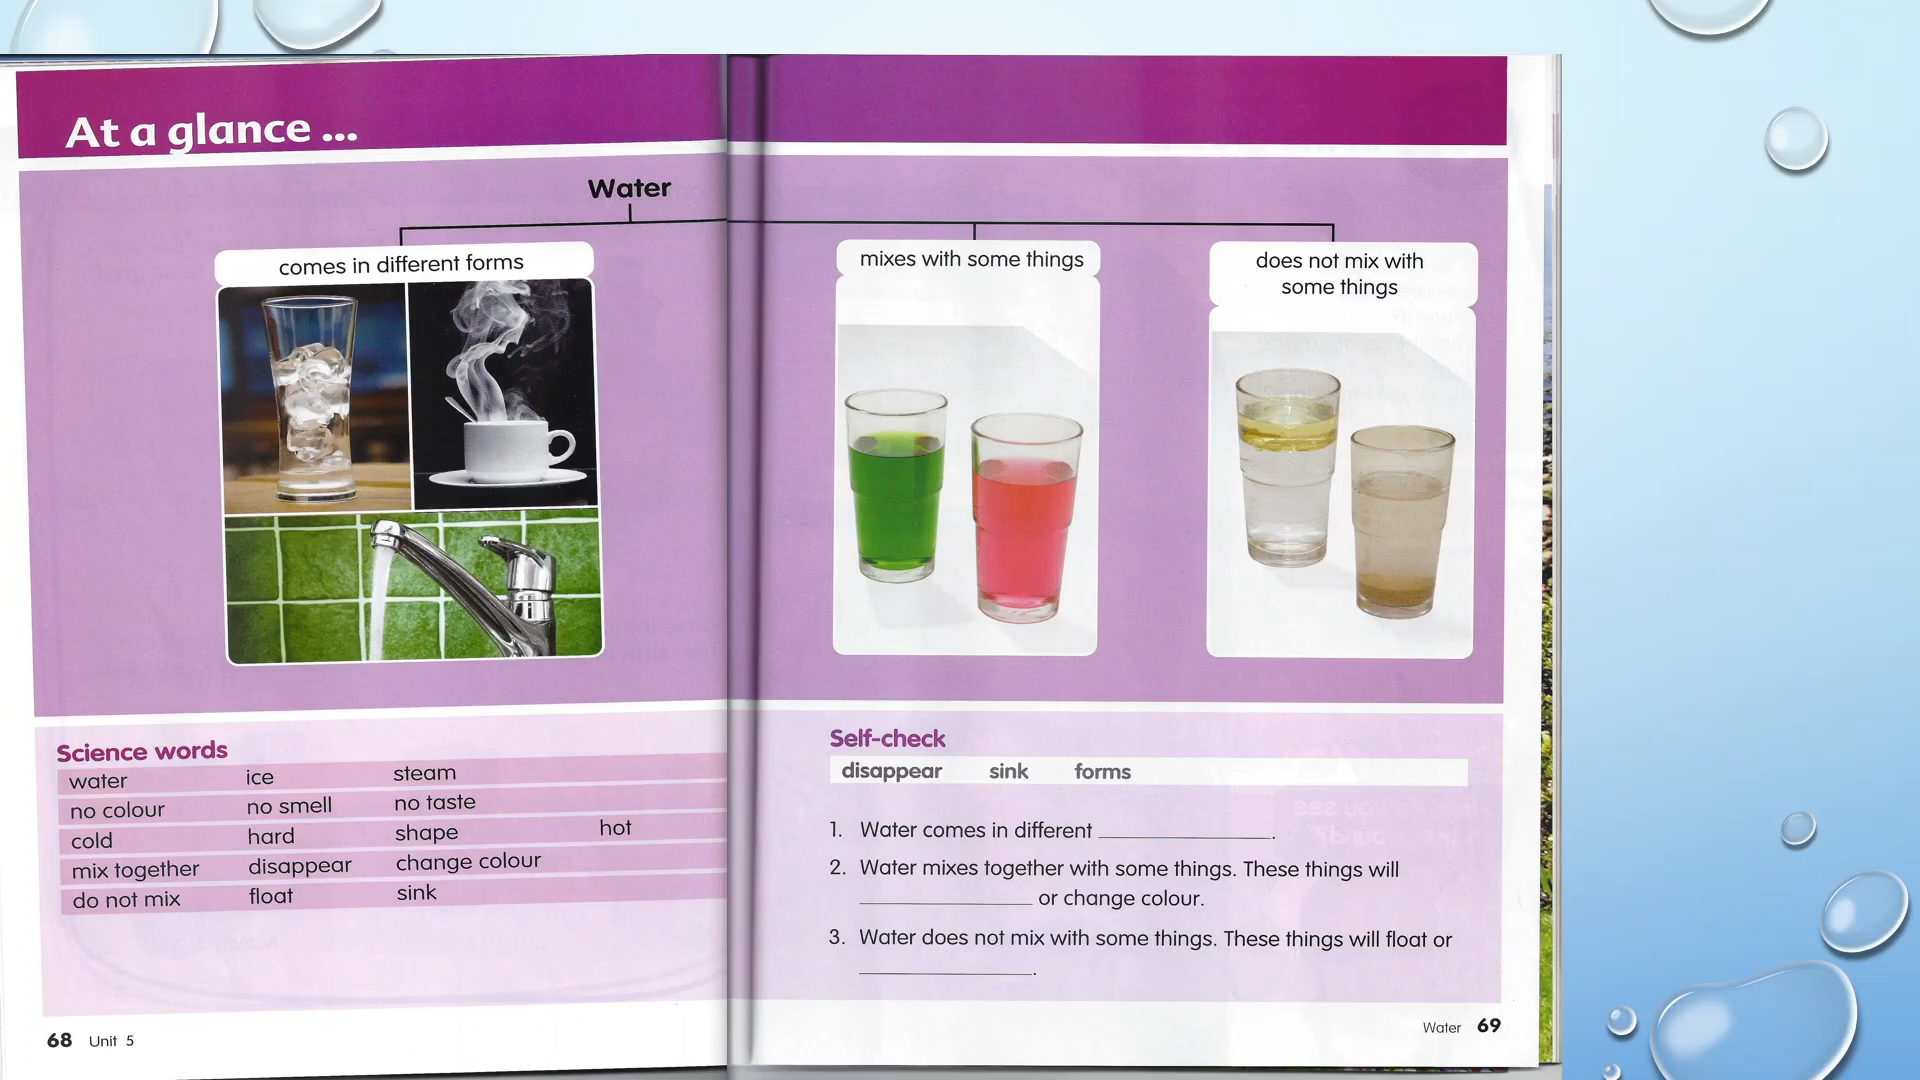 At a glance ...
Water
comes in different forms
mixes with some things
does not mix with
some things
Science words
water ice steam
no colour no smell no taste
cold hard shape hot
mix together disappear change colour
do not mix float sink
68 Unit 5
Self-check
disappear sink forms
1. Water comes in different ____________.
2. Water mixes together with some things. These things will
____________ or change colour.
3. Water does not mix with some things. These things will float or
____________.
Water 69